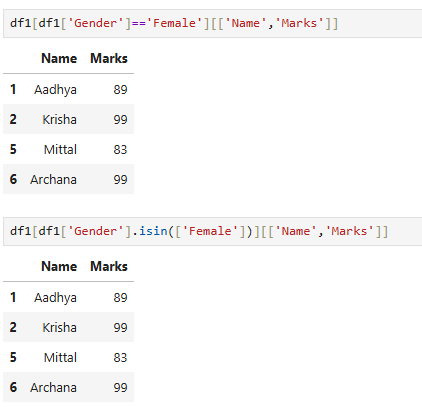 df1[df1['Gender']=='Female'][['Name','Marks']]
Name Marks
1 Aadhya 89
2 Krisha 99
5 Mittal 83
6 Archana 99
df1[df1['Gender'].isin(['Female'])][['Name','Marks']]
Name Marks
1 Aadhya 89
2 Krisha 99
5 Mittal 83
6 Archana 99